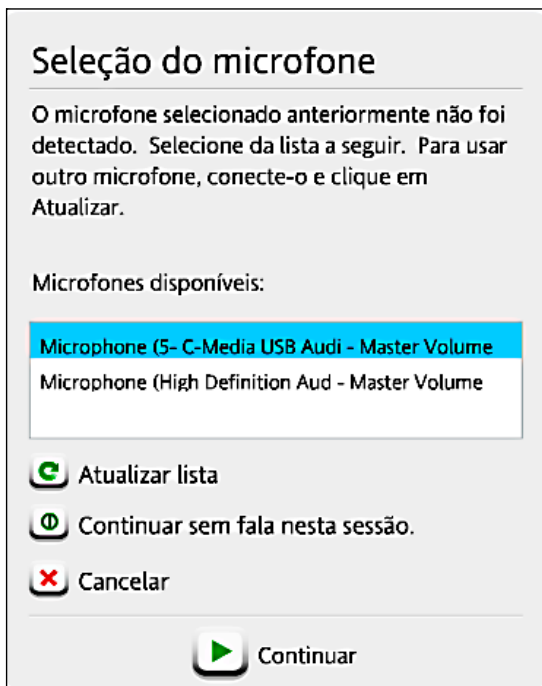 Seleção do microfone
O microfone selecionado anteriormente não foi
detectado.  Selecione da lista a seguir.  Para usar
outro microfone, conecte-o e clique em
Atualizar.
Microfones disponíveis:
Microphone (5- C-Media USB Audi - Master Volume
Microphone (High Definition Aud - Master Volume
Atualizar lista
Continuar sem fala nesta sessão.
Cancelar
Continuar